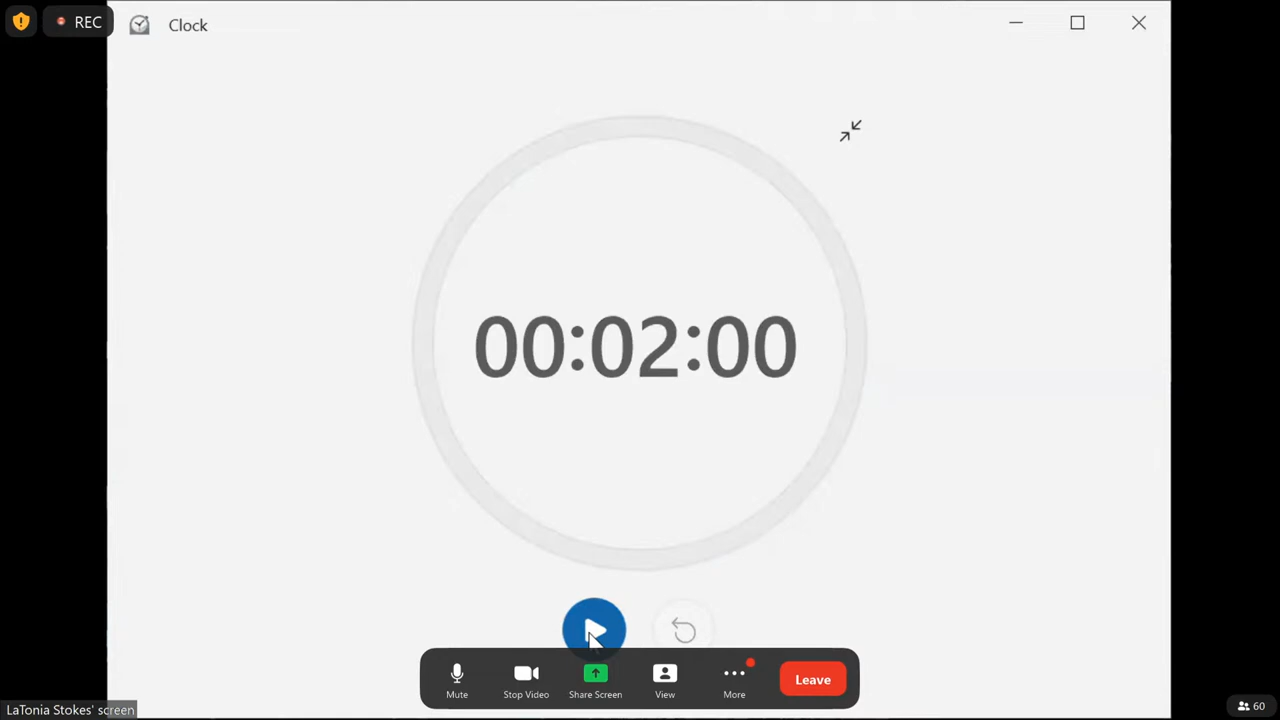 REC
Clock
00:02:00
Mute
Stop Video
Share Screen
View
More
Leave
LaTonia Stokes' screen
60